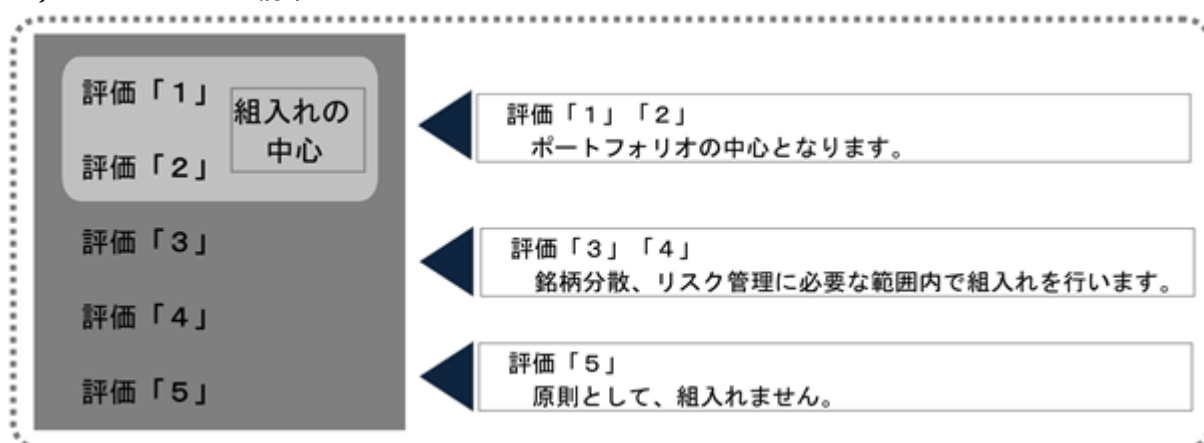 評価「１」
組入れの
中心
評価「２」
評価「３」
評価「４」
評価「５」
評価「１」「２」
ポートフォリオの中心となります。
評価「３」「４」
銘柄分散、リスク管理に必要な範囲内で組入れを行います。
評価「５」
原則として、組入れません。